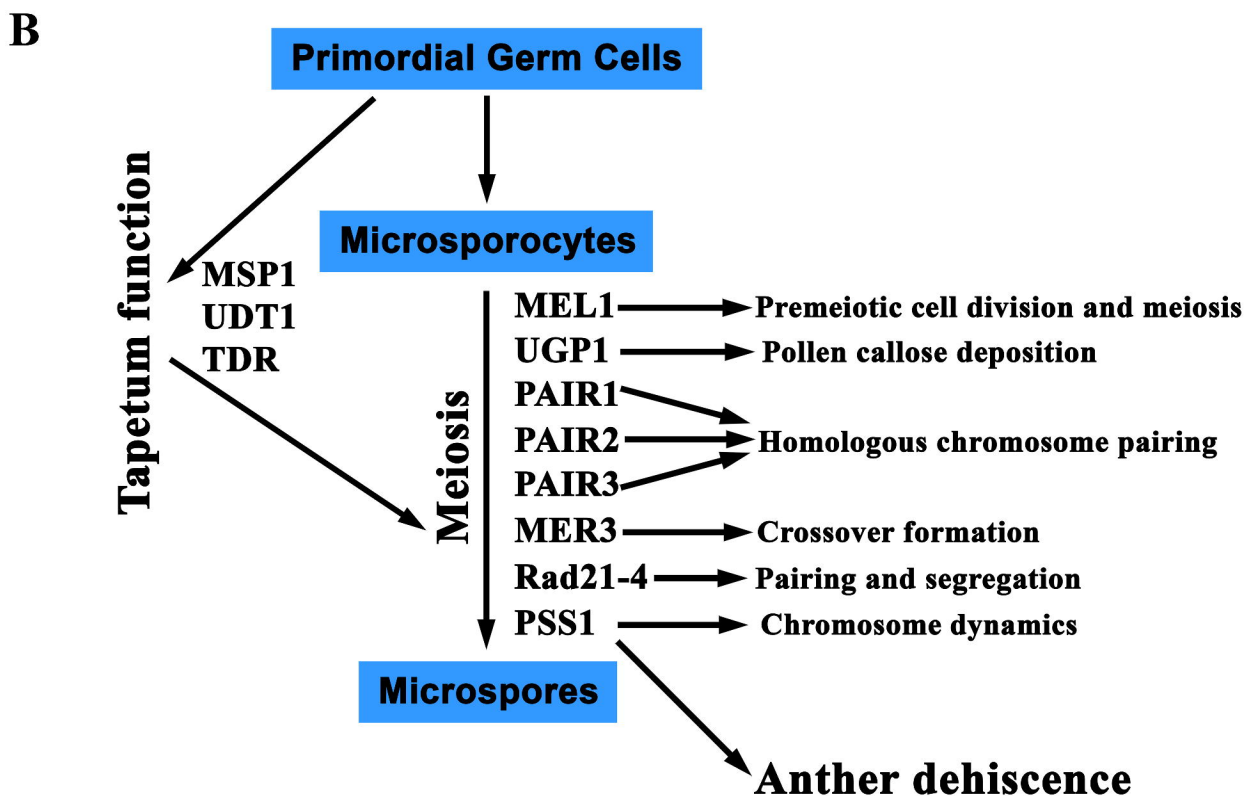 B
Primordial Germ Cells
Tapetum function
Microsporocytes
MSP1
UDT1
TDR
Meiosis
MEL1 Premeiotic cell division and meiosis
UGP1 Pollen callose deposition
PAIR1
PAIR2 Homologous chromosome pairing
PAIR3
MER3 Crossover formation
Rad21-4 Pairing and segregation
PSS1 Chromosome dynamics
Microspores
Anther dehiscence